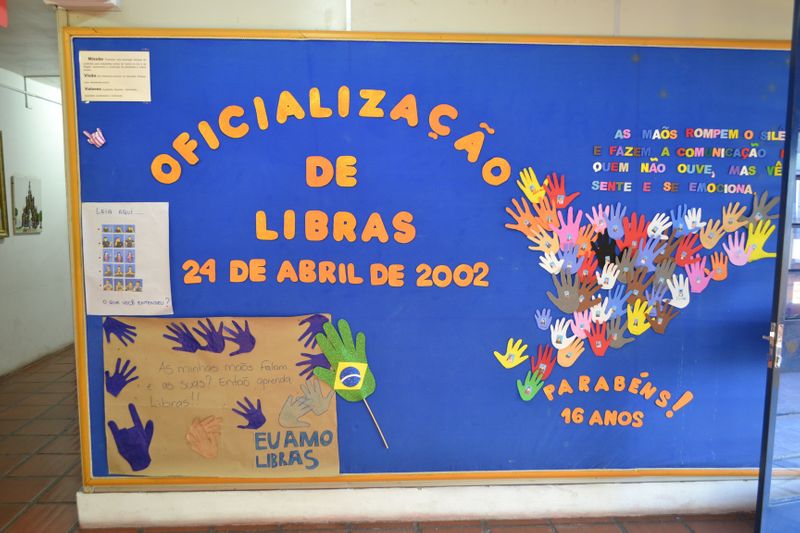 Missão
Visão
Valores
OFICIALIZAÇÃO
DE
LIBRAS
24 DE ABRIL DE 2002
AS MÃOS ROMPEM O
E FAZEM A COMUNICAÇÃO
QUEM NÃO OUVE, MAS VÊ
SENTE E SE EMOCIONA.
LEIA AQUI...
O QUE VOCÊ ENTENDEU?
As minhas mãos falam.
e as suas? Então aprenda
Libras!!
EU AMO
LIBRAS
PARABÉNS!
16 ANOS